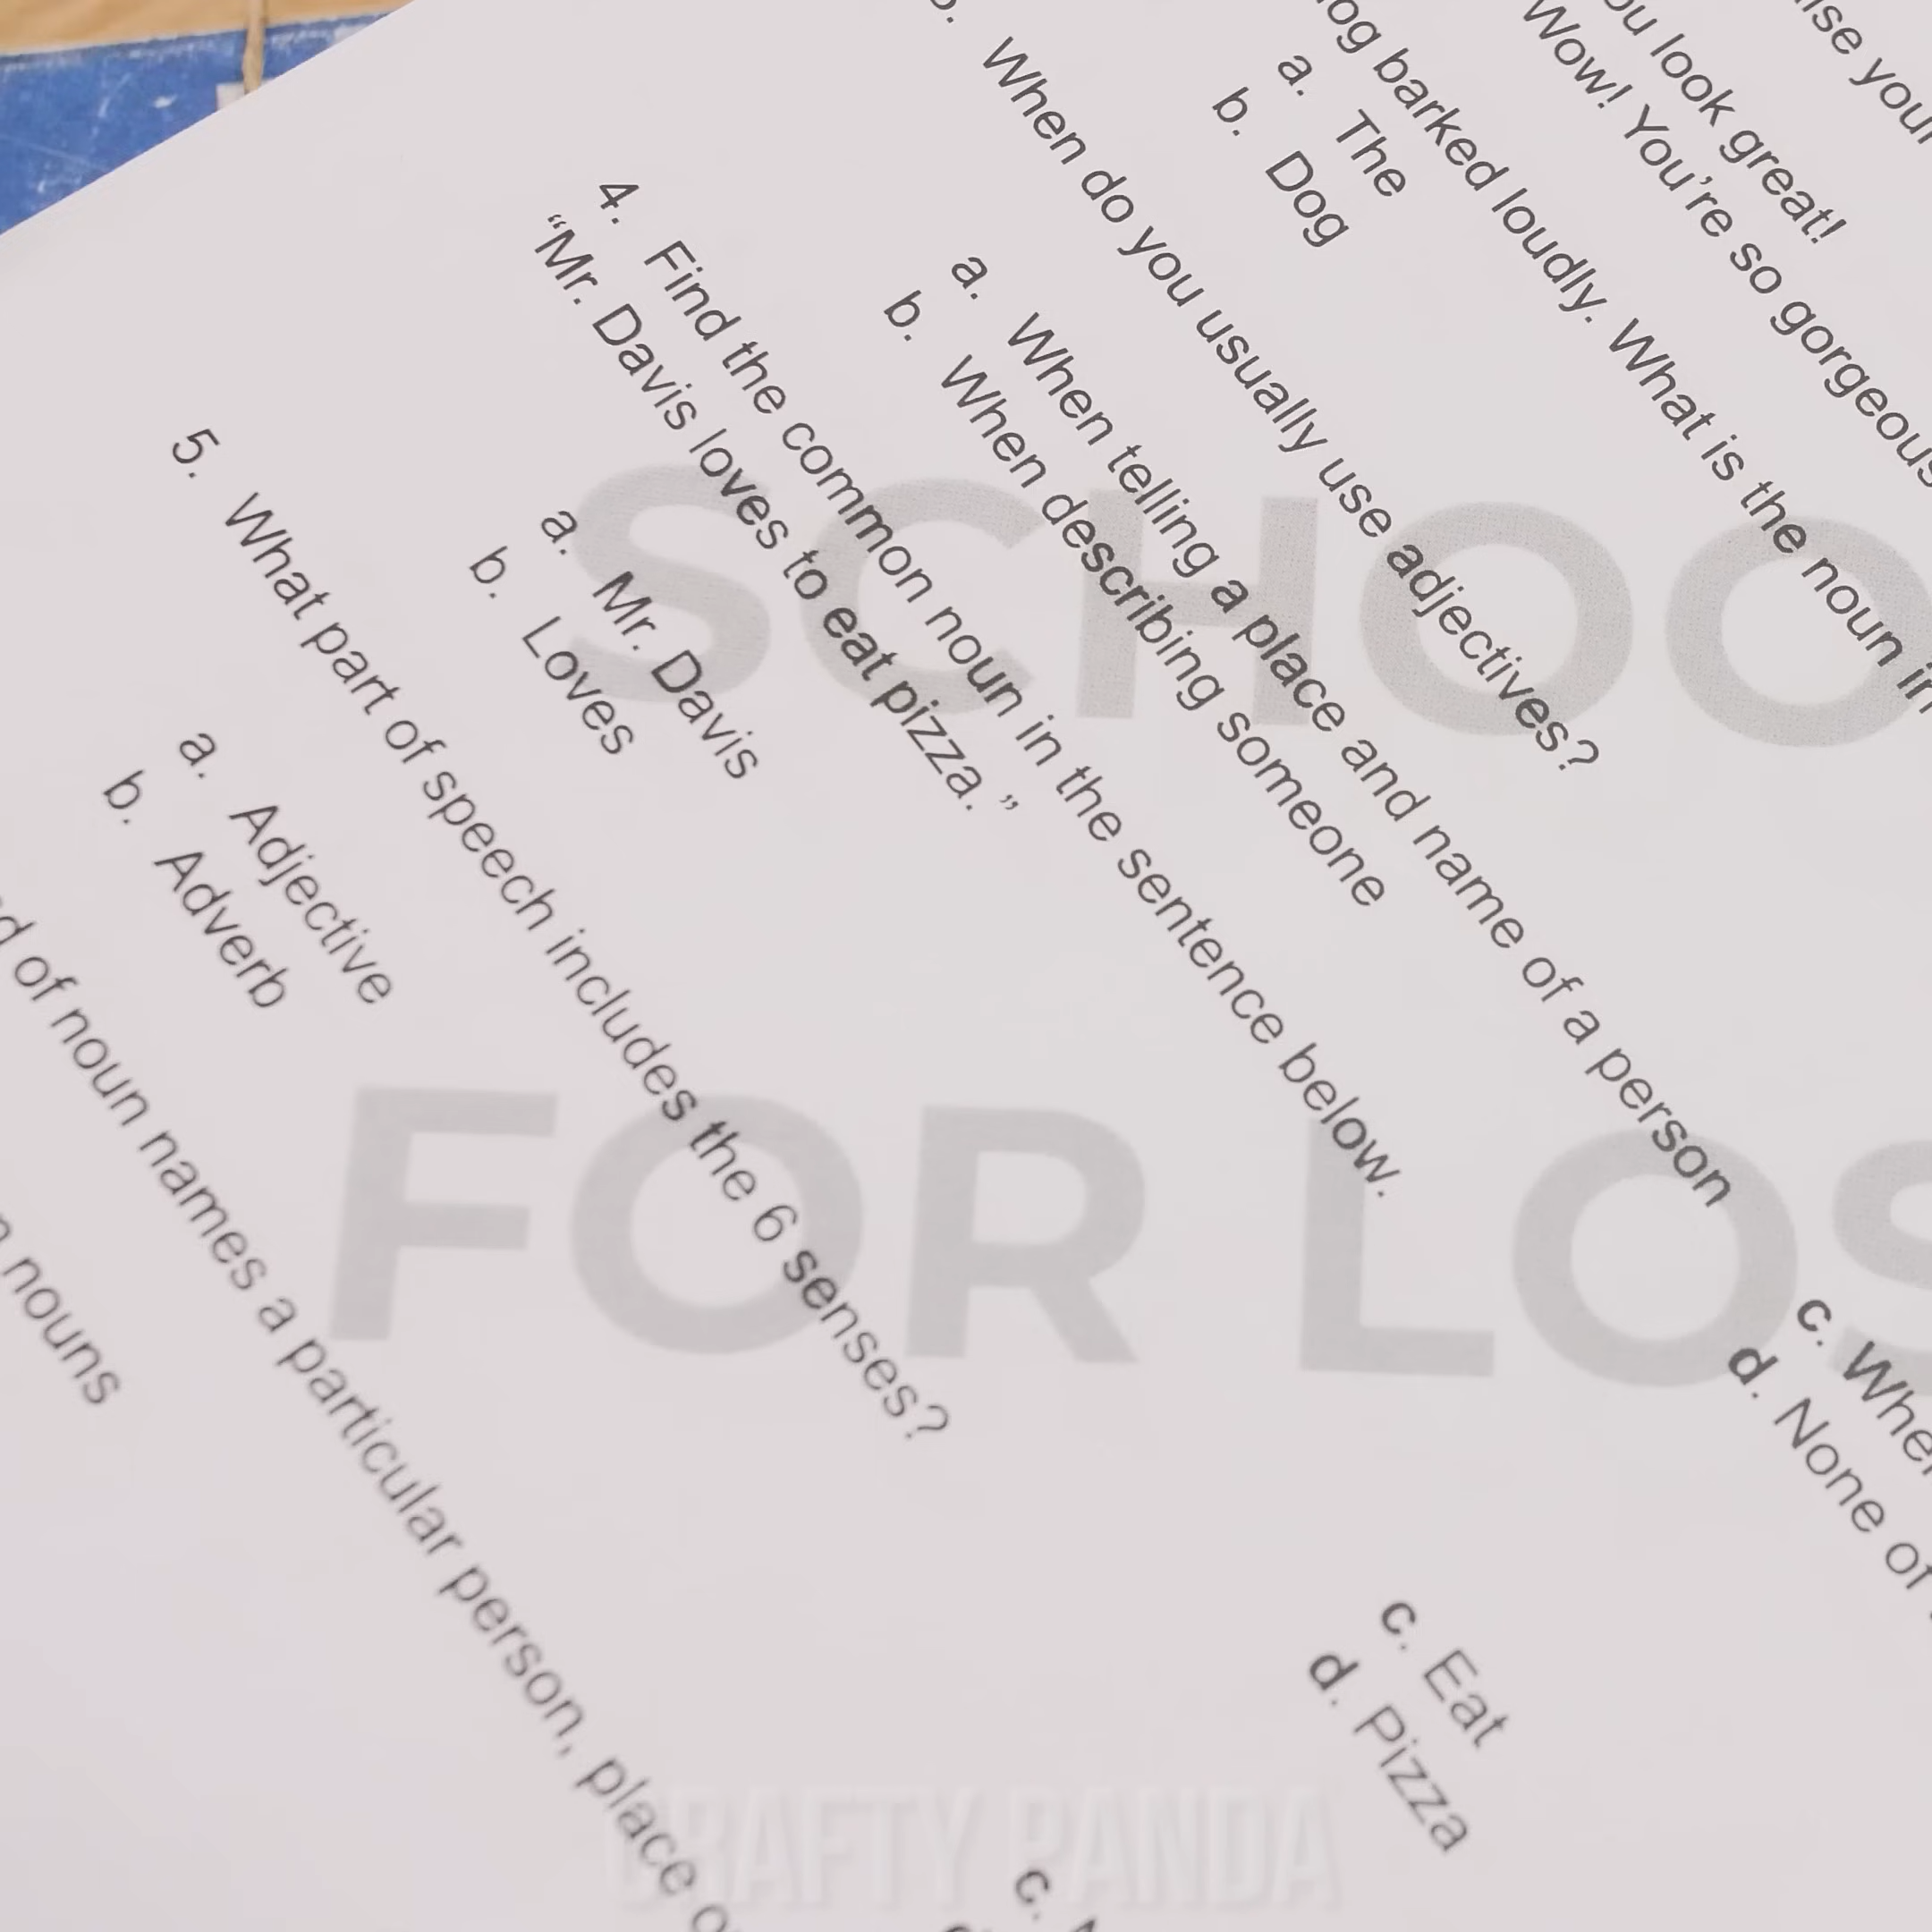 your
ou look great!
Wow! You're so gorgeous
og barked loudly. What is the noun in
a. The
b. Dog
When do you usually use adjectives?
a. When telling a place and name of a person
b. When describing someone
c. Whe
d. None of
4. Find the common noun in the sentence below.
“Mr. Davis loves to eat pizza.”
a. Mr. Davis
b. Loves
c. Eat
d. Pizza
5. What part of speech includes the 6 senses?
a. Adjective
b. Adverb
c.
of noun names a particular person, place
nouns
SCHOO
FOR LOS
CRAFTY PANDA